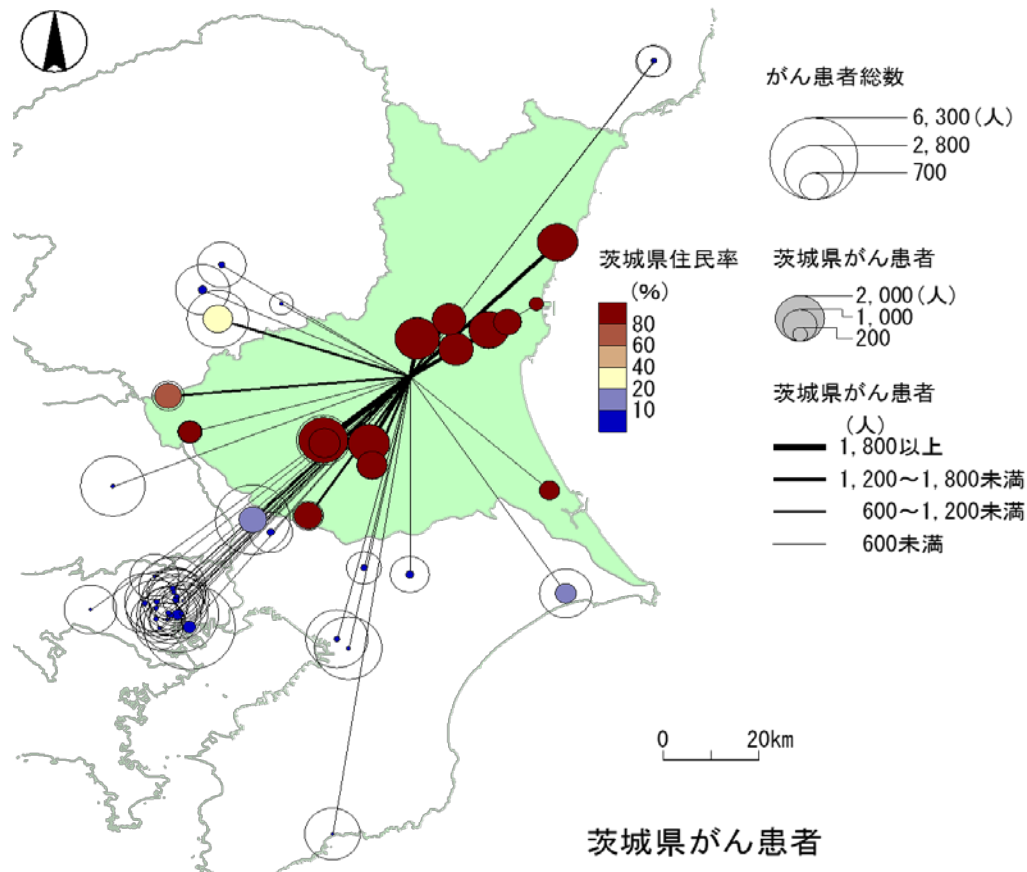 がん患者総数
6,300(人)
2,800
700
茨城県がん患者
2,000(人)
1,000
200
茨城県住民率
(%)
80
60
40
20
10
茨城県がん患者
(人)
1,800以上
1,200～1,800未満
600～1,200未満
600未満
0 20km
茨城県がん患者